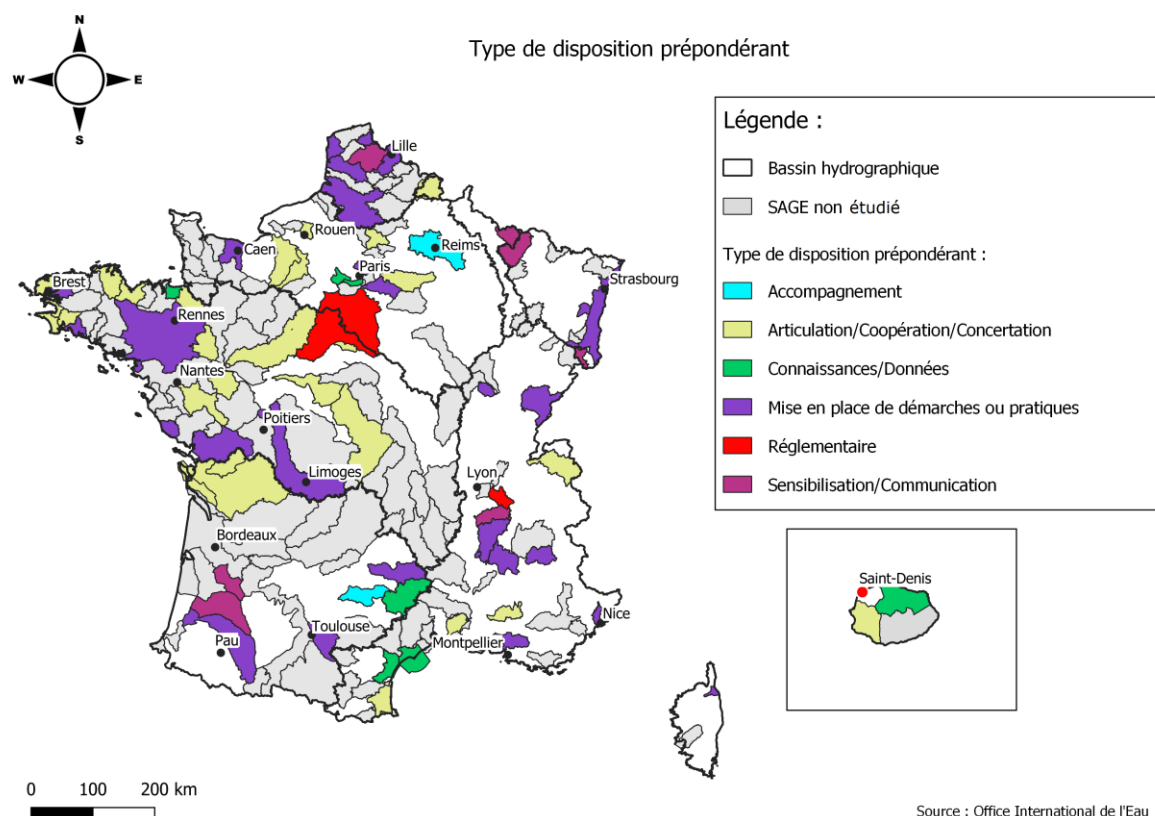 N
W
E
S
Type de disposition prépondérant
Légende :
Bassin hydrographique
SAGE non étudié
Type de disposition prépondérant :
Accompagnement
Articulation/Coopération/Concertation
Connaissances/Données
Mise en place de démarches ou pratiques
Réglementaire
Sensibilisation/Communication
Lille
Rouen
Caen
Reims
Paris
Brest
Strasbourg
Rennes
Nantes
Poitiers
Limoges
Lyon
Bordeaux
Toulouse
Montpellier
Nice
Pau
Saint-Denis
0 100 200 km
Source : Office International de l'Eau